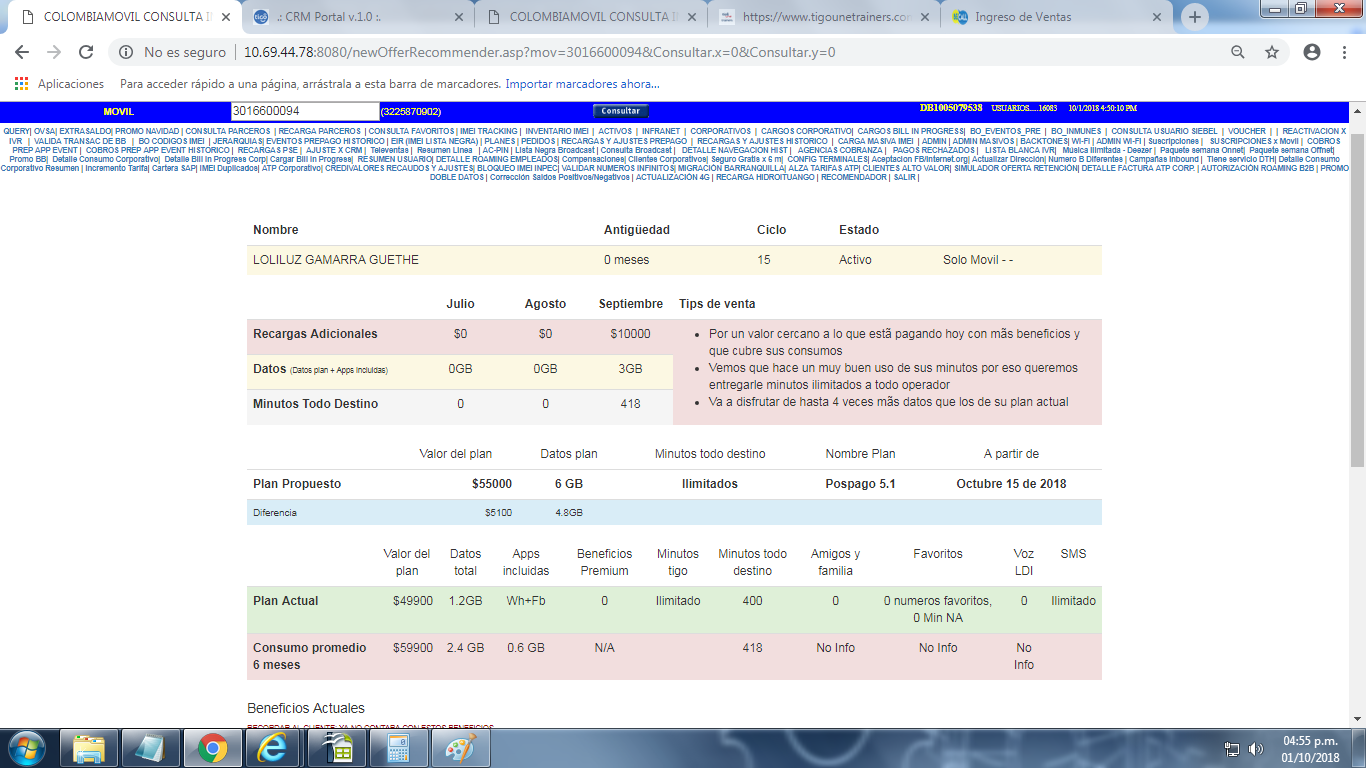 COLOMBIAMOVIL CONSULTA I
.: CRM Portal v.1.0 :.
COLOMBIAMOVIL CONSULTA IN
https://www.tigounetrainers.co
Ingreso de Ventas
No es seguro | 10.69.44.78:8080/newOfferRecommender.asp?mov=3016600094&Consultar.x=0&Consultar.y=0
Aplicaciones Para acceder rápido a una página, arrástrala a esta barra de marcadores. Importar marcadores ahora...
MOVIL 3016600094 (3225870902) Consultar DB1005079538 USUARIOS.....16083 10/1/2018 4:50:10 PM
QUERY| OVSA| EXTRASALDO| PROMO NAVIDAD | CONSULTA PARCEROS | RECARGA PARCEROS | CONSULTA FAVORITOS | IMEI TRACKING | INVENTARIO IMEI | ACTIVOS | INFRANET | CORPORATIVOS | CARGOS CORPORATIVO| CARGOS BILL IN PROGRESS| BO_EVENTOS_PRE | BO_INMUNES | CONSULTA USUARIO SIEBEL | VOUCHER | | REACTIVACION X
IVR | VALIDA TRANSAC DE BB | BO CODIGOS IMEI | JERARQUIAS| EVENTOS PREPAGO HISTORICO | EIR (IMEI LISTA NEGRA) | PLANES | PEDIDOS | RECARGAS Y AJUSTES PREPAGO | RECARGAS Y AJUSTES HISTORICO | CARGA MASIVA IMEI | ADMIN | ADMIN MASIVOS | BACKTONES| WI-FI | ADMIN WI-FI | Suscripciones | SUSCRIPCIONES x Movil | COBROS
PREP APP EVENT | COBROS PREP APP EVENT HISTORICO | RECARGAS PSE | AJUSTE X CRM | Televentas | Resumen Linea | AC-PIN | Lista Negra Broadcast | Consulta Broadcast | DETALLE NAVEGACION HIST | AGENCIAS COBRANZA | PAGOS RECHAZADOS | LISTA BLANCA IVR| Música Ilimitada - Deezer | Paquete semana Onnet| Paquete semana Offnet|
Promo BB| Detalle Consumo Corporativo| Detalle Bill In Progress Corp| Cargar Bill In Progress| RESUMEN USUARIO| DETALLE ROAMING EMPLEADOS| Compensaciones| Clientes Corporativos| Seguro Gratis x 6 m| CONFIG TERMINALES| Aceptacion FB/Internet.org| Actualizar Dirección| Numero B Diferentes | Campañas Inbound | Tiene servicio DTH| Detalle Consumo
Corporativo Resumen | Incremento Tarifa| Cartera SAP| IMEI Duplicados| ATP Corporativo| CREDIVALORES RECAUDOS Y AJUSTES| BLOQUEO IMEI INPEC| VALIDAR NUMEROS INFINITOS| MIGRACIÓN BARRANQUILLA| ALZA TARIFAS ATP| CLIENTES ALTO VALOR| SIMULADOR OFERTA RETENCIÓN| DETALLE FACTURA ATP CORP. | AUTORIZACIÓN ROAMING B2B | PROMO
DOBLE DATOS | Corrección Saldos Positivos/Negativos | ACTUALIZACIÓN 4G | RECARGA HIDROITUANGO | RECOMENDADOR | SALIR |
Nombre Antigüedad Ciclo Estado
LOLILUZ GAMARRA GUETHE 0 meses 15 Activo Solo Movil - -
Julio Agosto Septiembre Tips de venta
Recargas Adicionales $0 $0 $10000
Datos (Datos plan + Apps Incluidas) 0GB 0GB 3GB
Minutos Todo Destino 0 0 418
• Por un valor cercano a lo que estã pagando hoy con mãs beneficios y
que cubre sus consumos
• Vemos que hace un muy buen uso de sus minutos por eso queremos
entregarle minutos ilimitados a todo operador
• Va a disfrutar de hasta 4 veces mãs datos que los de su plan actual
Valor del plan Datos plan Minutos todo destino Nombre Plan A partir de
Plan Propuesto $55000 6 GB Ilimitados Pospago 5.1 Octubre 15 de 2018
Diferencia $5100 4.8GB
Valor del Datos Apps Beneficios Minutos Minutos todo Amigos y Favoritos Voz SMS
plan total incluidas Premium tigo destino familia LDI
Plan Actual $49900 1.2GB Wh+Fb 0 Ilimitado 400 0 0 numeros favoritos, 0 Ilimitado
0 Min NA
Consumo promedio $59900 2.4 GB 0.6 GB N/A 418 No Info No Info No
6 meses Info
Beneficios Actuales
RECORDAR AL CLIENTE: YA NO CONTARA CON ESTOS BENEFICIOS
04:55 p.m.
01/10/2018